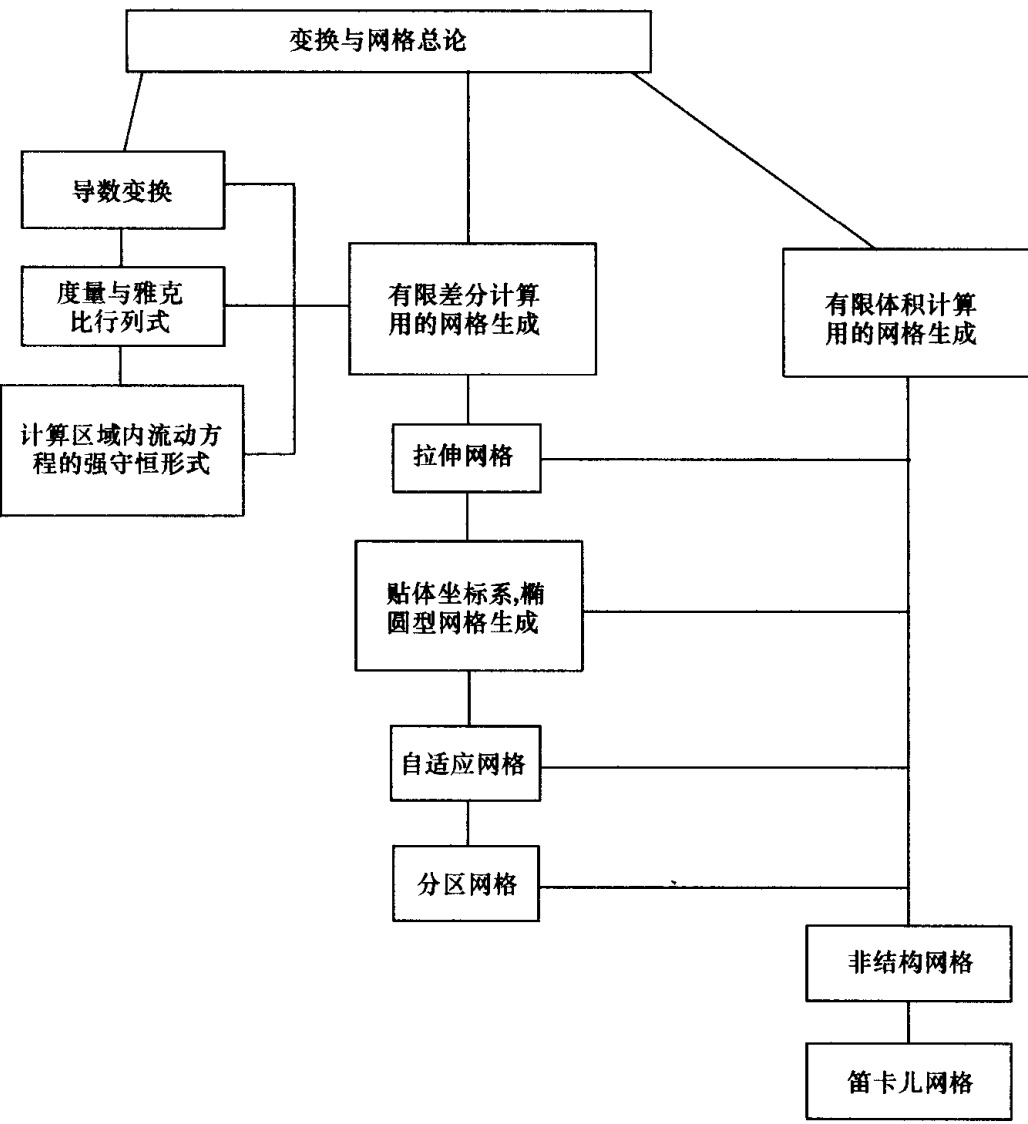 变换与网格总论
导数变换
度量与雅克
比行列式
计算区域内流动方
程的强守恒形式
有限差分计算
用的网格生成
拉伸网格
贴体坐标系,椭
圆型网格生成
自适应网格
分区网格
有限体积计算
用的网格生成
非结构网格
笛卡儿网格